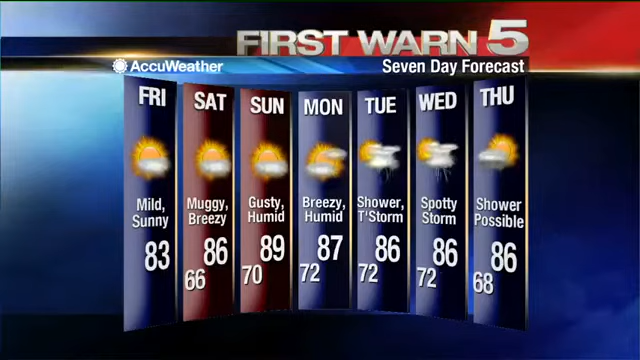 FIRST WARN 5
AccuWeather
Seven Day Forecast
FRI
Mild,
Sunny
83
SAT
Muggy,
Breezy
86
66
SUN
Gusty,
Humid
89
70
MON
Breezy,
Humid
87
72
TUE
Shower,
T'Storm
86
72
WED
Spotty
Storm
86
72
THU
Shower
Possible
86
68